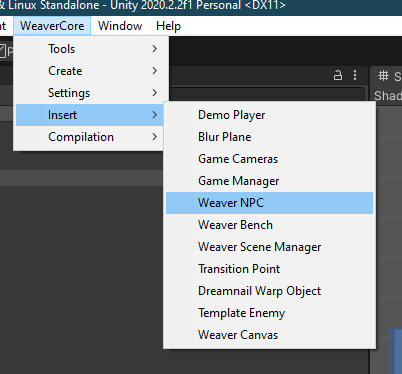 & Linux Standalone - Unity 2020.2.2f1 Personal <DX11>
WeaverCore Window Help
Tools
Create
Settings
Insert
Compilation
Demo Player
Blur Plane
Game Cameras
Game Manager
Weaver NPC
Weaver Bench
Weaver Scene Manager
Transition Point
Dreamnail Warp Object
Template Enemy
Weaver Canvas
S
Shad